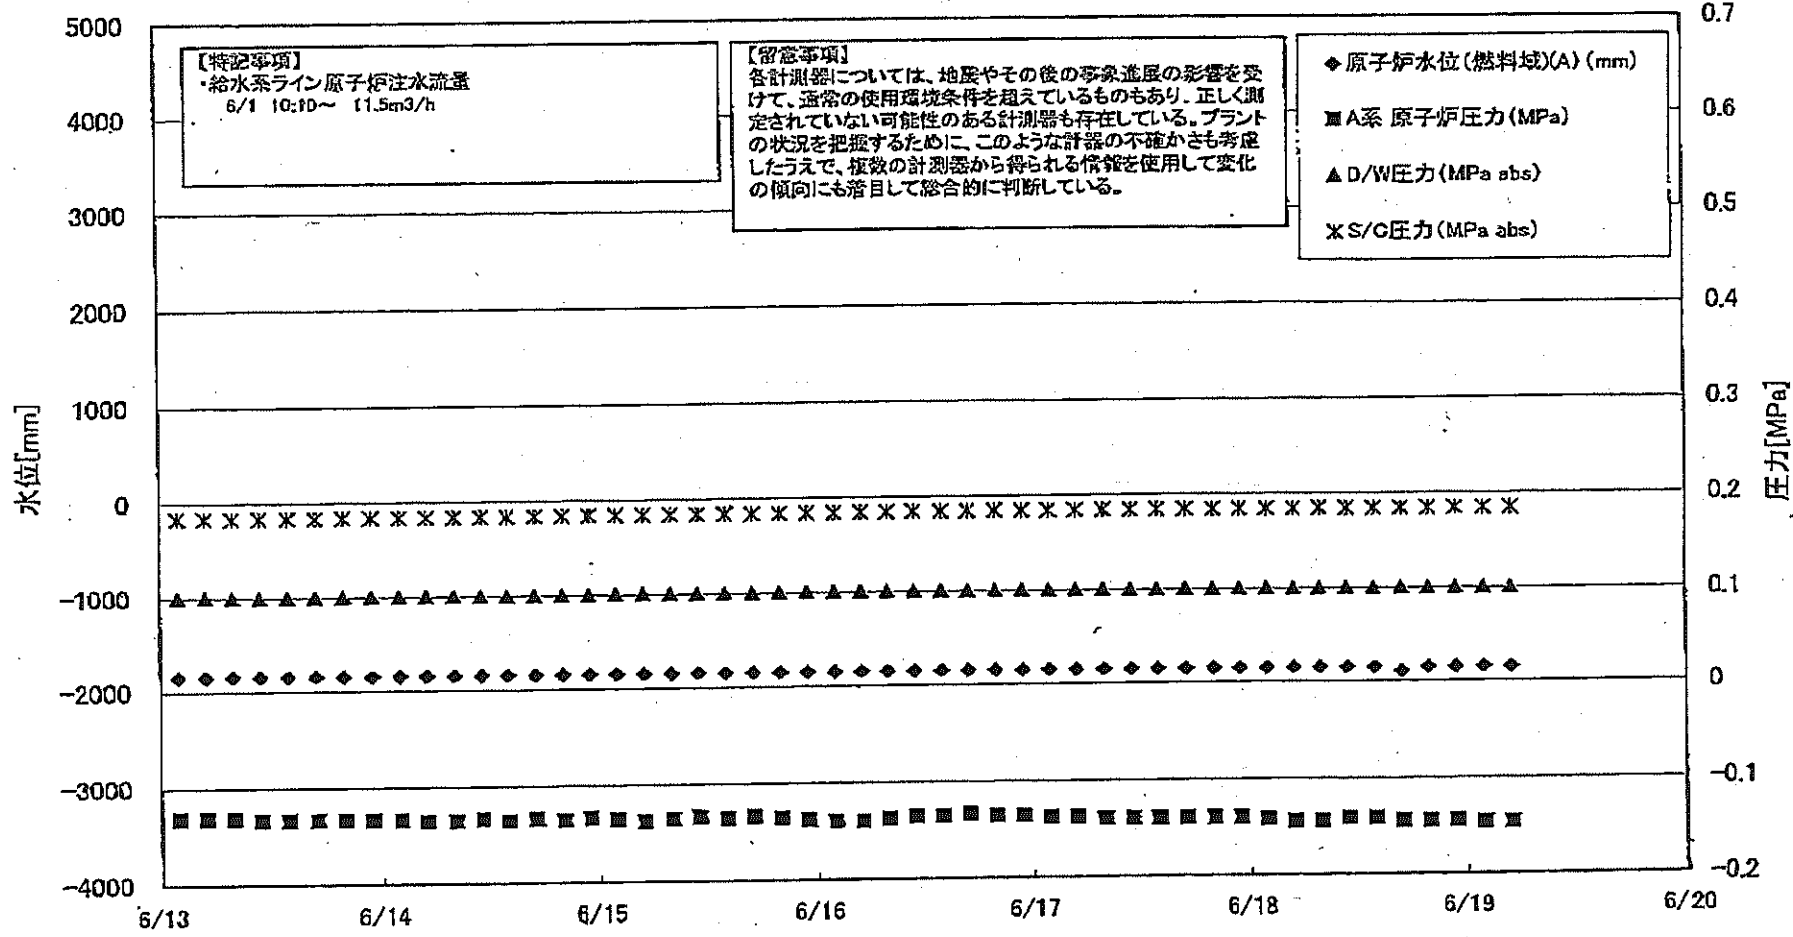 【特記事項】
・給水系ライン原子炉注水流量
6/1 10:10~ 11.5m3/h
【留意事項】
各計測器については、地震やその後の事象進展の影響を受
けて、通常の使用環境条件を超えているものもあり、正しく測
定されていない可能性のある計測器も存在している。プラント
の状況を把握するために、このような計器の不確かさも考慮
したうえで、複数の計測器から得られる情報を使用して変化
の傾向にも着目して総合的に判断している。
◆原子炉水位(燃料域)(A)(mm)
■A系 原子炉圧力(MPa)
▲D/W圧力(MPa abs)
S/C圧力(MPa abs)
水位[mm]
5000
4000
3000
2000
1000
0
-1000
-2000
-3000
-4000
圧力[MPa]
0.7
0.6
0.5
0.4
0.3
0.2
0.1
0
-0.1
-0.2
6/13
6/14
6/15
6/16
6/17
6/18
6/19
6/20